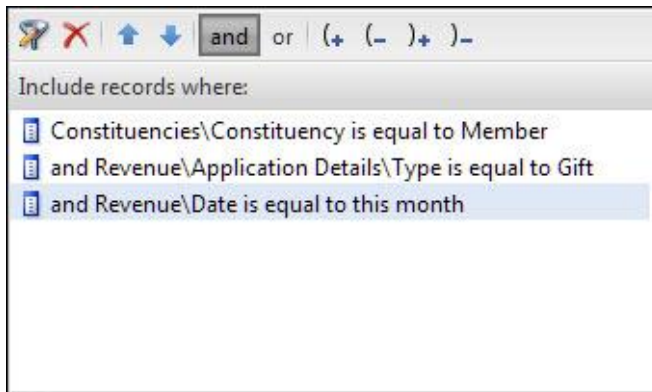 and or (+ (- )+ )-
Include records where:
Constituencies\Constituency is equal to Member
and Revenue\Application Details\Type is equal to Gift
and Revenue\Date is equal to this month